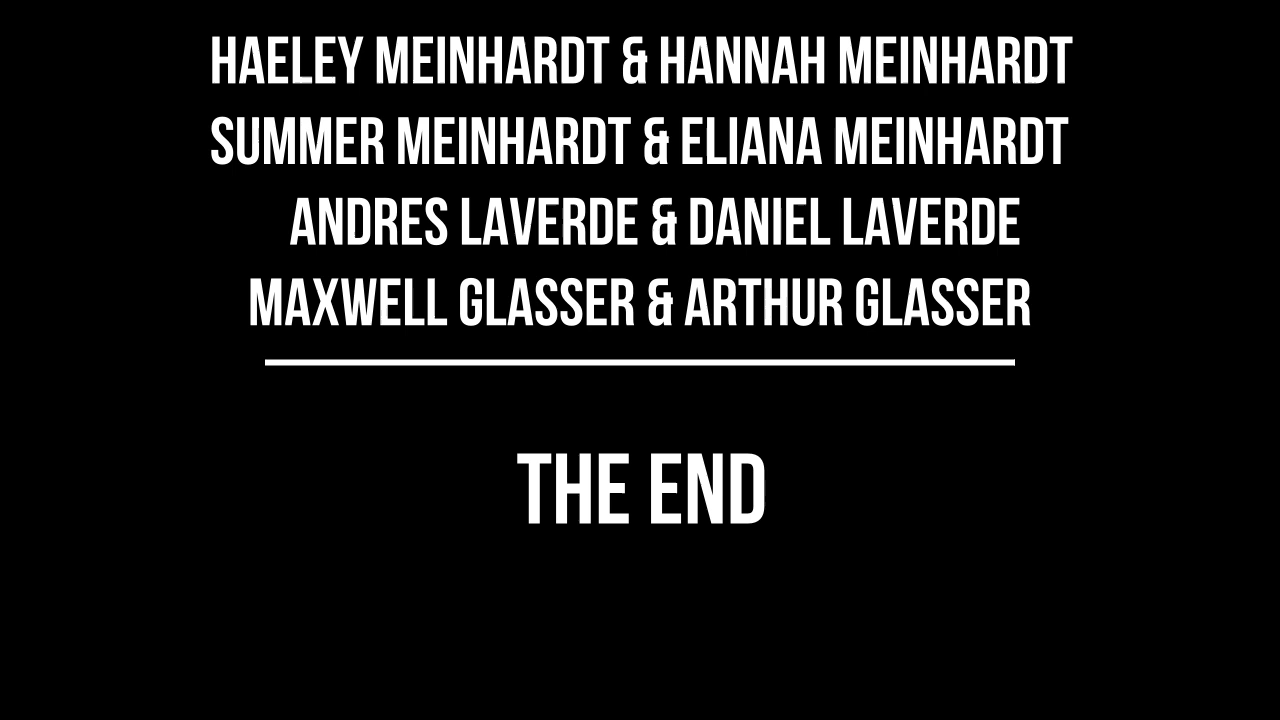 HAELEY MEINHARDT & HANNAH MEINHARDT
SUMMER MEINHARDT & ELIANA MEINHARDT
ANDRES LAVERDE & DANIEL LAVERDE
MAXWELL GLASSER & ARTHUR GLASSER
THE END